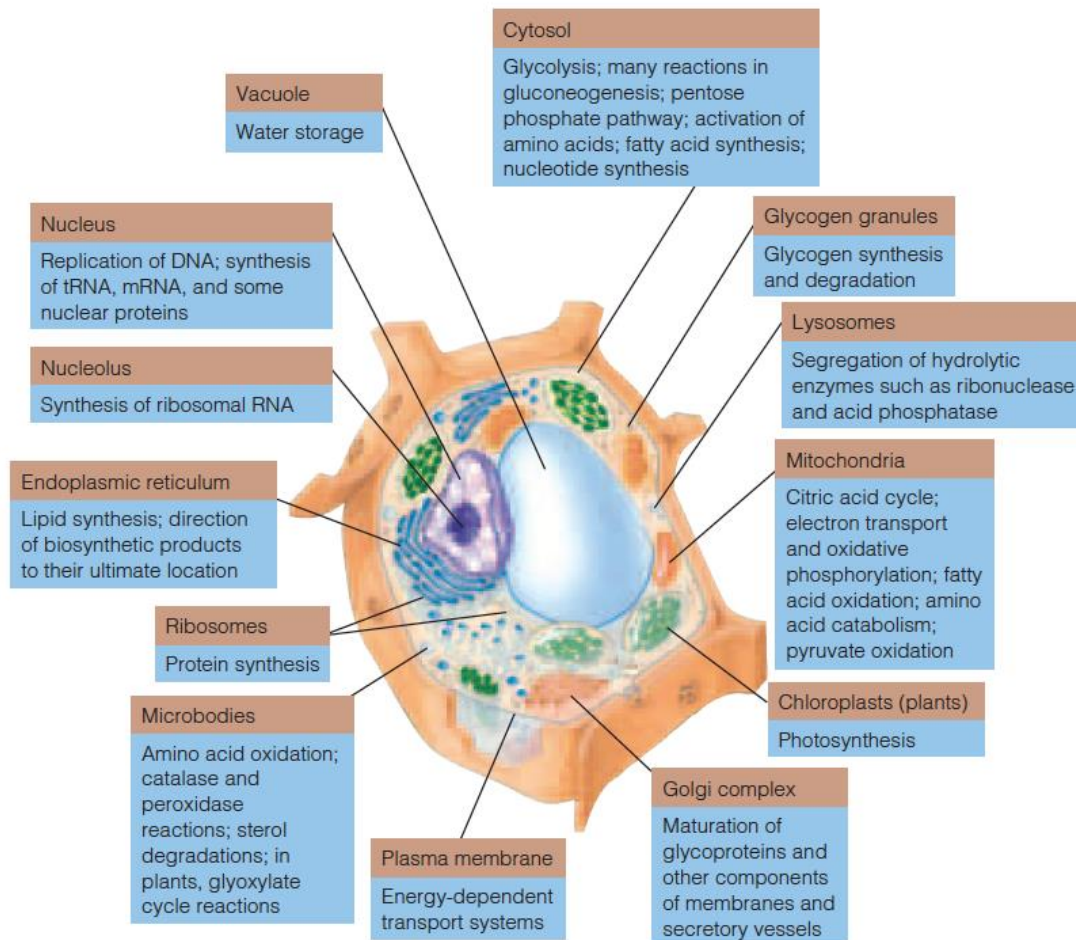 Cytosol
Glycolysis; many reactions in
gluconeogenesis; pentose
phosphate pathway; activation of
amino acids; fatty acid synthesis;
nucleotide synthesis
Vacuole
Water storage
Nucleus
Replication of DNA; synthesis
of tRNA, mRNA, and some
nuclear proteins
Glycogen granules
Glycogen synthesis
and degradation
Lysosomes
Segregation of hydrolytic
enzymes such as ribonuclease
and acid phosphatase
Nucleolus
Synthesis of ribosomal RNA
Mitochondria
Citric acid cycle;
electron transport
and oxidative
phosphorylation; fatty
acid oxidation; amino
acid catabolism;
pyruvate oxidation
Endoplasmic reticulum
Lipid synthesis; direction
of biosynthetic products
to their ultimate location
Ribosomes
Protein synthesis
Microbodies
Amino acid oxidation;
catalase and
peroxidase
reactions; sterol
degradations; in
plants, glyoxylate
cycle reactions
Chloroplasts (plants)
Photosynthesis
Golgi complex
Maturation of
glycoproteins and
other components
of membranes and
secretory vessels
Plasma membrane
Energy-dependent
transport systems